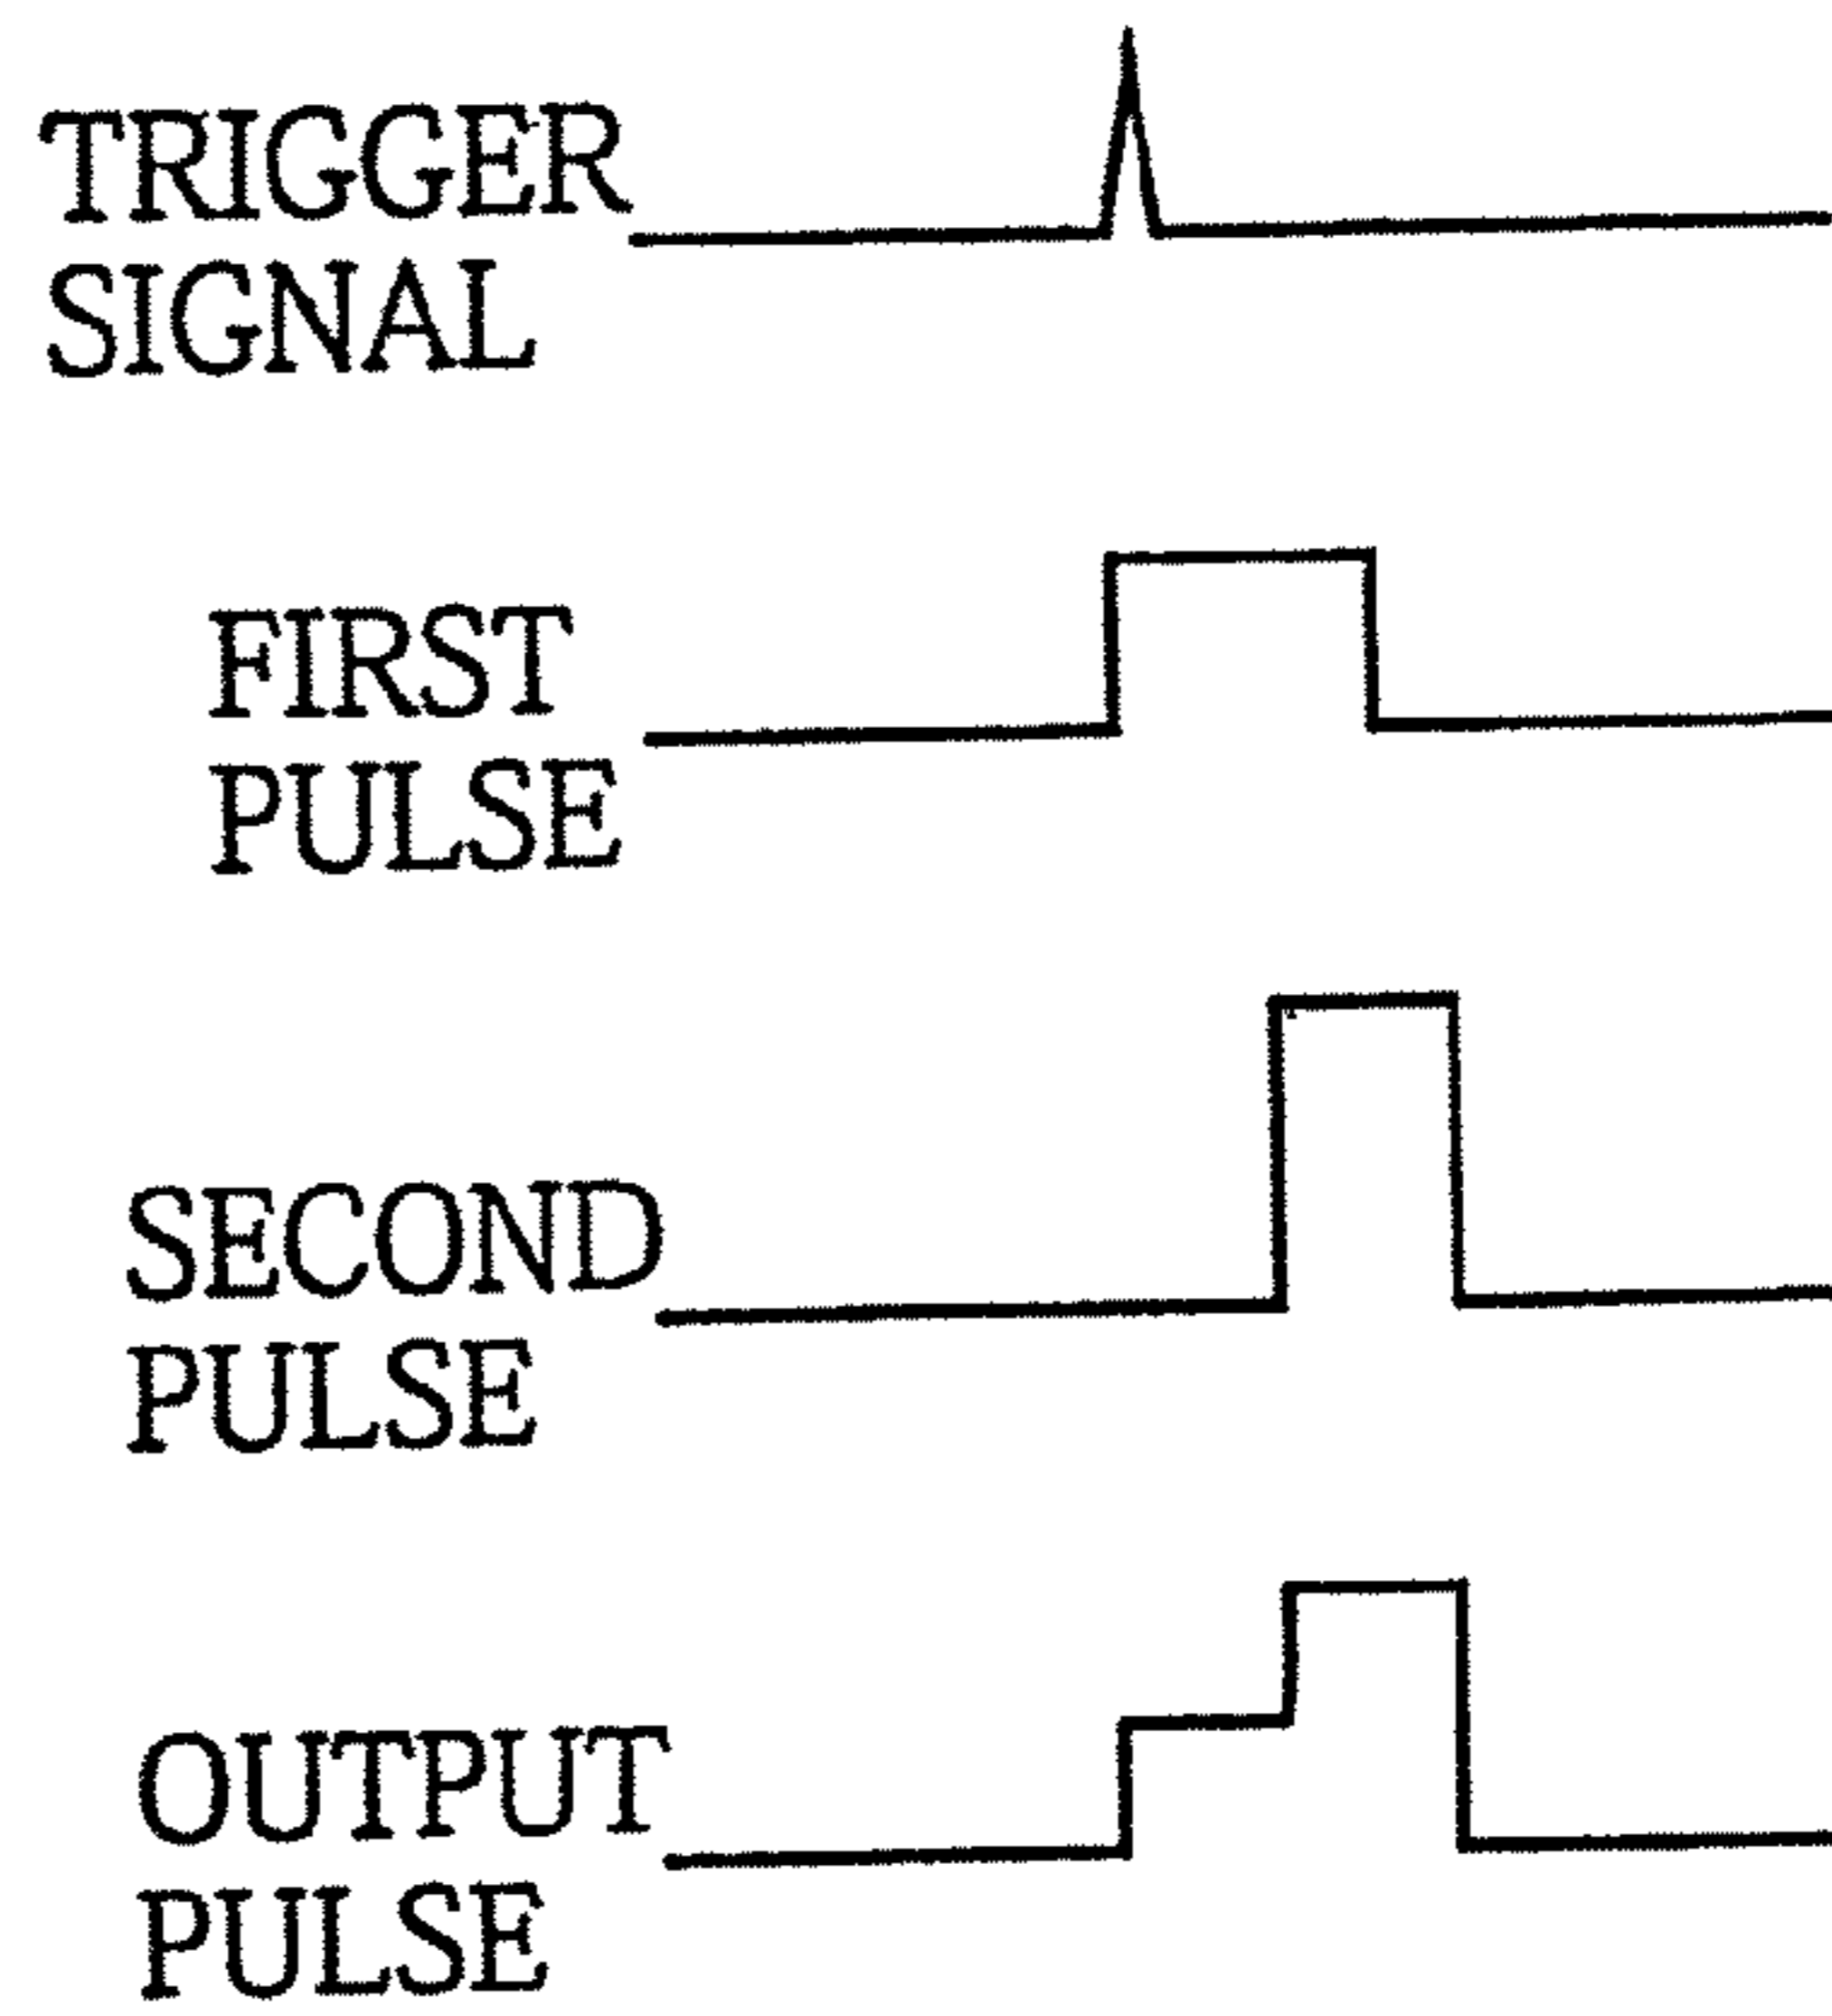 TRIGGER
SIGNAL
FIRST
PULSE
SECOND
PULSE
OUTPUT
PULSE